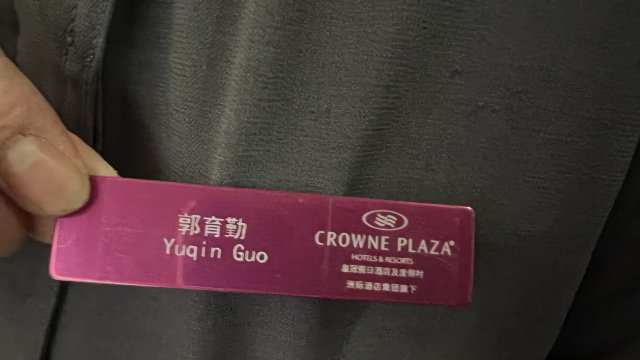 郭育勤
Yuqin Guo
CROWNE PLAZA
HOTELS & RESORTS
皇冠假日酒店及度假村
洲际酒店集团旗下